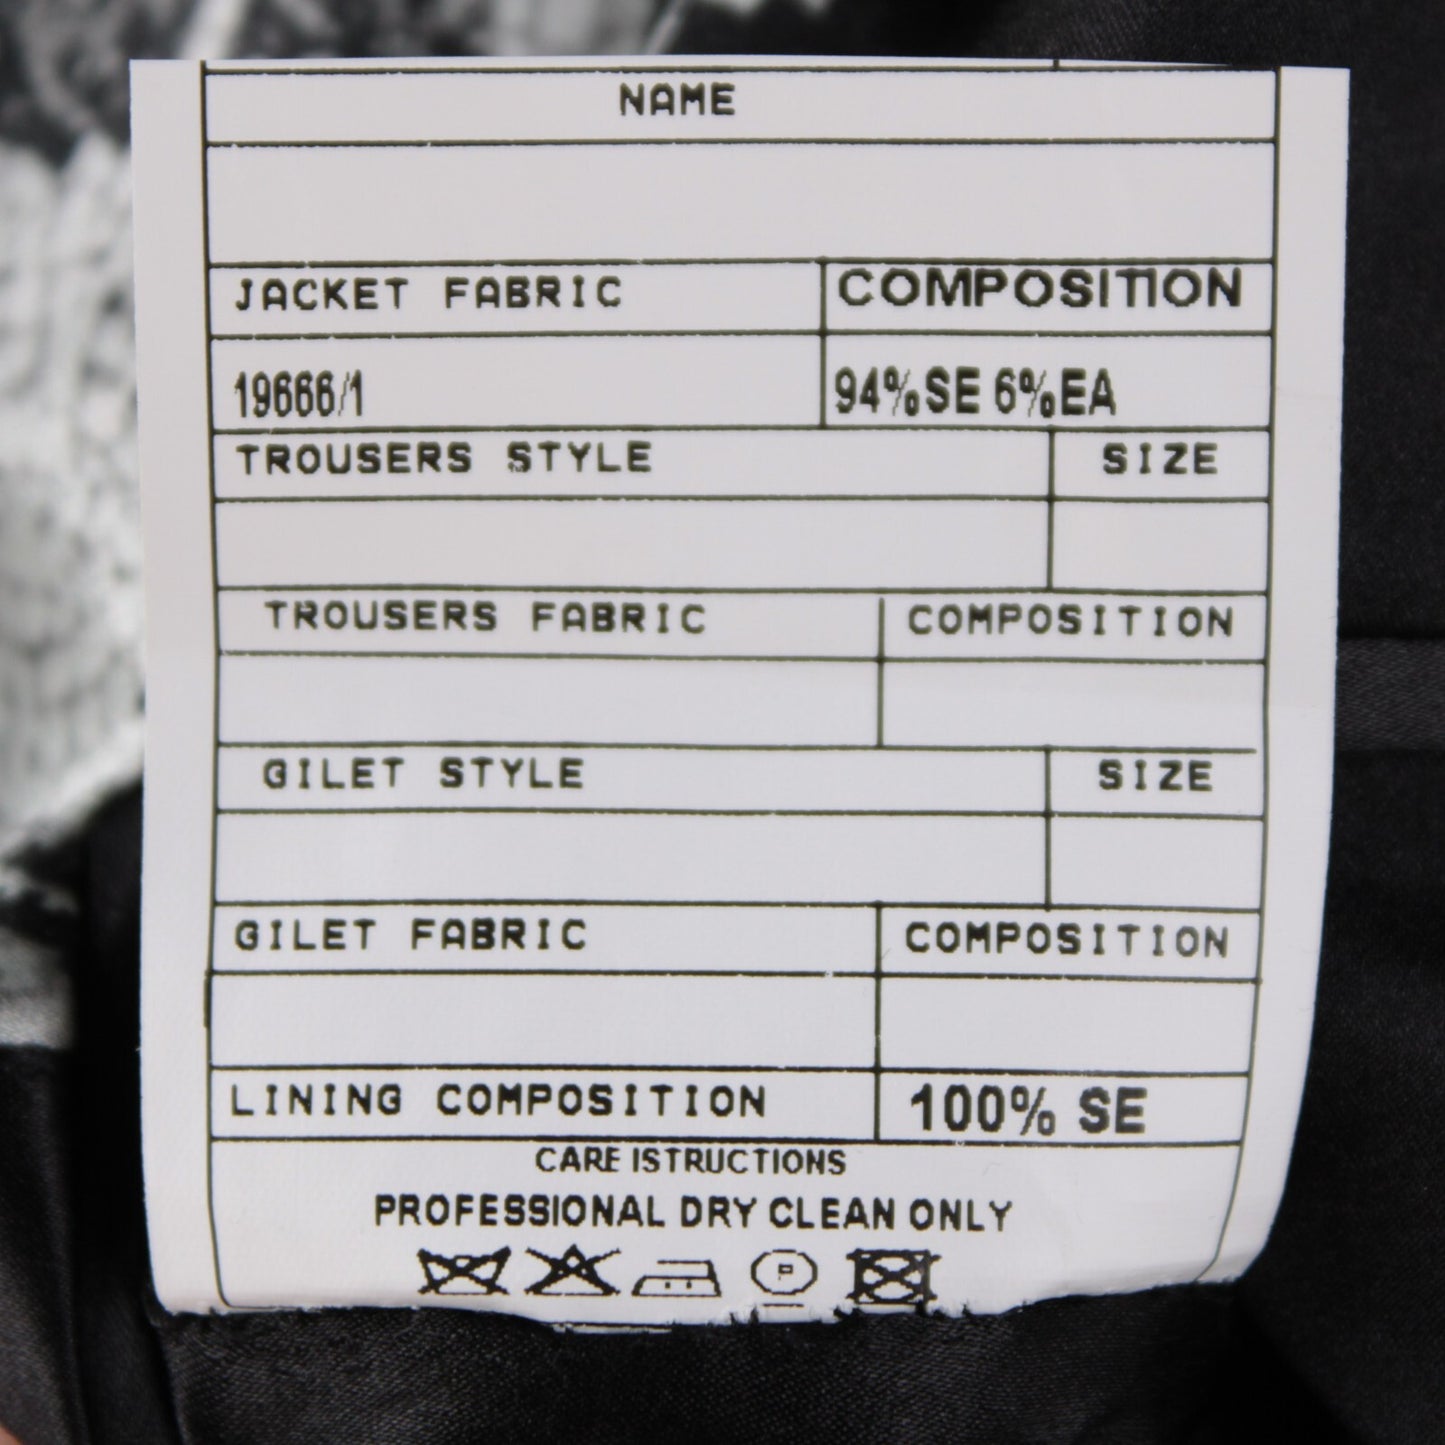 NAME
JACKET FABRIC COMPOSITION
19666/1 94% SE 6% EA
TROUSERS STYLE SIZE
TROUSERS FABRIC COMPOSITION
GILET STYLE SIZE
GILET FABRIC COMPOSITION
LINING COMPOSITION 100% SE
CARE ISTRUCTIONS
PROFESSIONAL DRY CLEAN ONLY
P